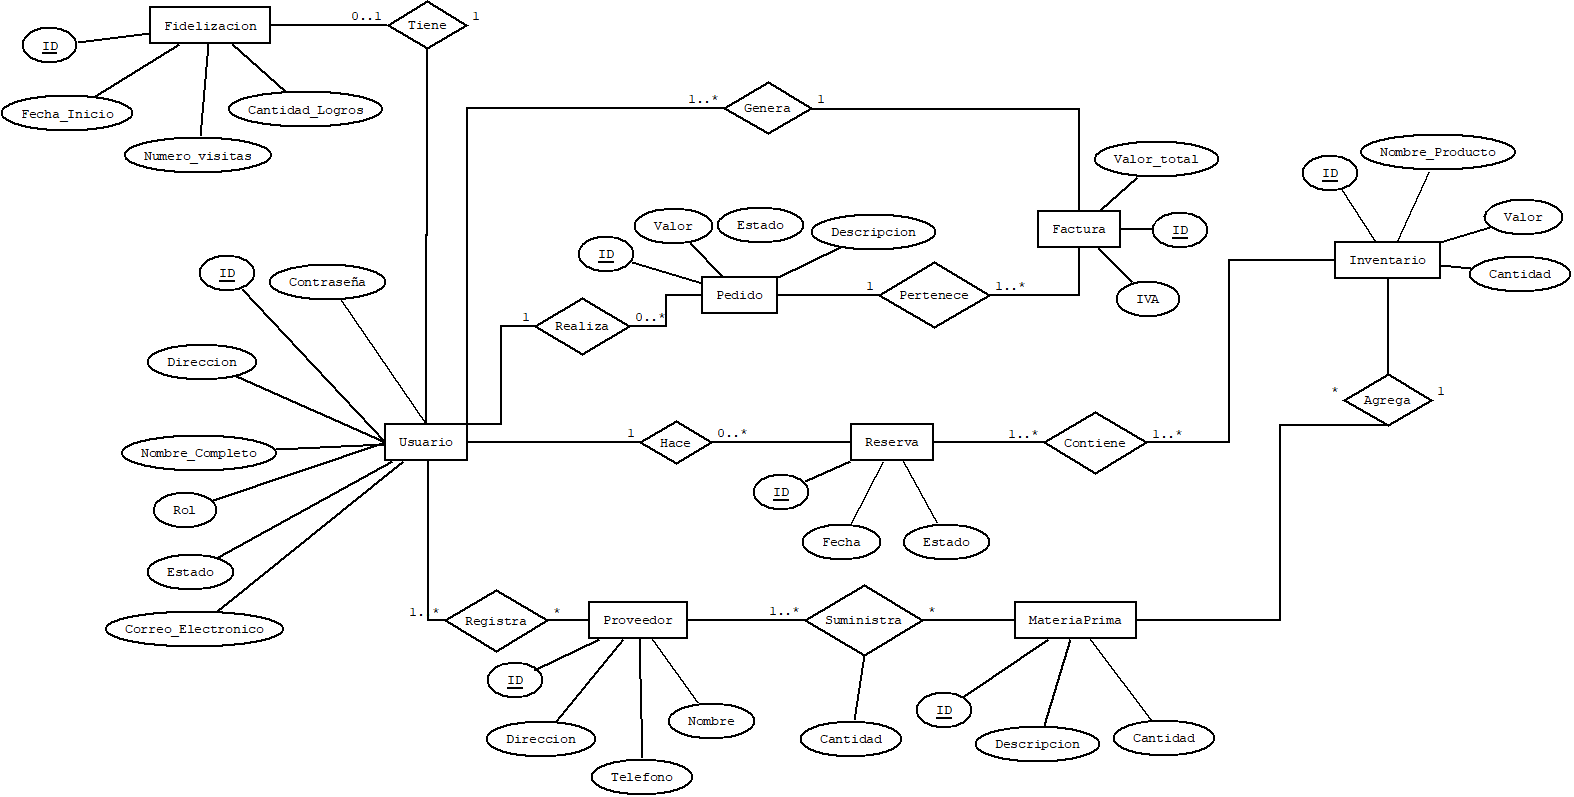 Fidelizacion
0..1
Tiene
1
ID
Fecha_Inicio
Cantidad_Logros
Numero_visitas
1..*
Genera
1
Valor_total
Nombre_Producto
ID
Valor
Estado
Descripcion
Factura
ID
Valor
ID
Inventario
Cantidad
ID
Contraseña
Pedido
1
Pertenece
1..*
IVA
1
Realiza
0..*
Direccion
*
Agrega
1
Usuario
1
Hace
0..*
Reserva
1..*
Contiene
1..*
Nombre_Completo
ID
Rol
Fecha
Estado
Estado
Correo_Electronico
1..*
Registra
*
Proveedor
1..*
Suministra
*
MateriaPrima
ID
Direccion
Nombre
Telefono
Cantidad
ID
Descripcion
Cantidad